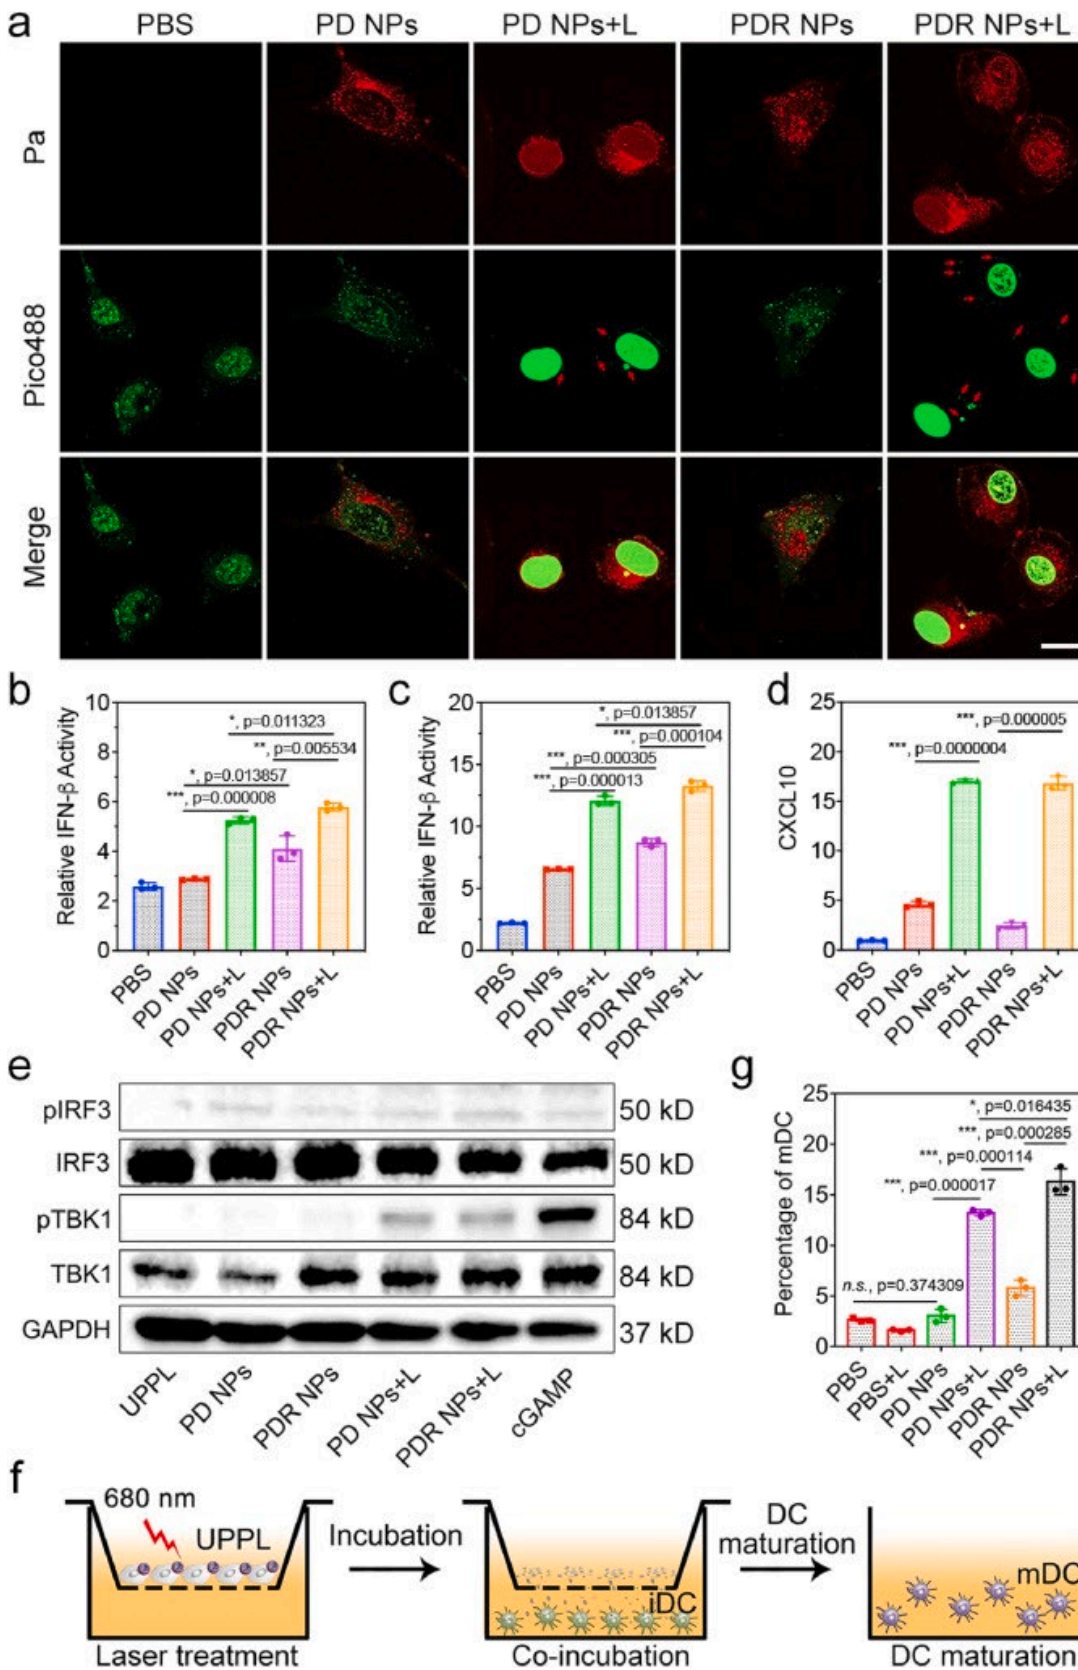 a
PBS PD NPs PD NPs+L PDR NPs PDR NPs+L
Pa
Pico488
Merge
b
Relative IFN-β Activity
10
8
6
4
2
0
*, p=0.011323
**, p=0.005534
*, p=0.013857
***, p=0.000008
PBS
PD NPs
PD NPs+L
PDR NPs
PDR NPs+L
c
Relative IFN-β Activity
20
15
10
5
0
*, p=0.013857
***, p=0.000104
***, p=0.000305
***, p=0.000013
PBS
PD NPs
PD NPs+L
PDR NPs
PDR NPs+L
d
CXCL10
25
20
15
10
5
0
***, p=0.000005
***, p=0.0000004
PBS
PD NPs
PD NPs+L
PDR NPs
PDR NPs+L
e
pIRF3 50 kD
IRF3 50 kD
pTBK1 84 kD
TBK1 84 kD
GAPDH 37 kD
UPPL
PD NPs
PDR NPs
PD NPs+L
PDR NPs+L
cGAMP
g
Percentage of mDC
25
20
15
10
5
0
*, p=0.016435
***, p=0.000285
***, p=0.000114
***, p=0.000017
n.s., p=0.374309
PBS
PBS+L
PD NPs
PD NPs+L
PDR NPs
PDR NPs+L
f
680 nm
UPPL
Laser treatment
Incubation
iDC
Co-incubation
DC
maturation
mDC
DC maturation